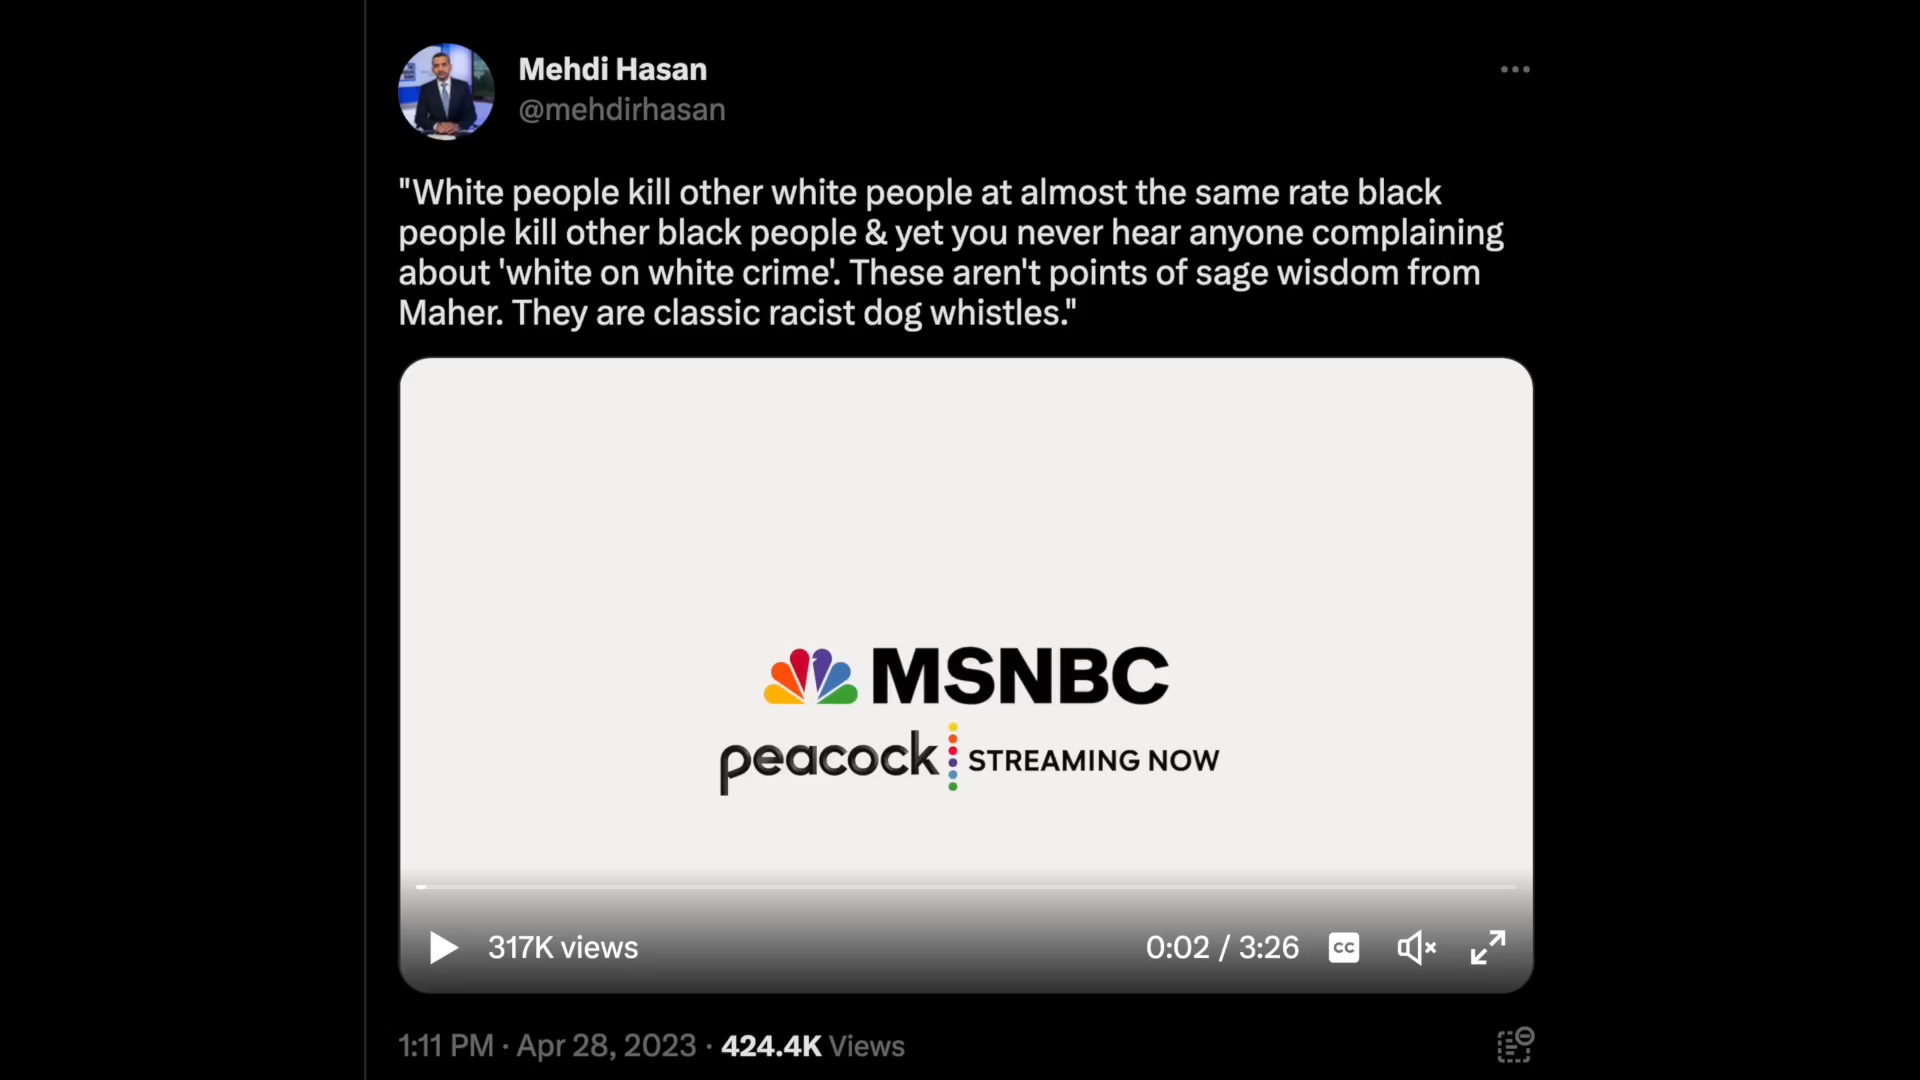 Mehdi Hasan
@mehdirhasan
"White people kill other white people at almost the same rate black
people kill other black people & yet you never hear anyone complaining
about 'white on white crime'. These aren't points of sage wisdom from
Maher. They are classic racist dog whistles."
MSNBC
peacock STREAMING NOW
317K views 0:02 / 3:26 CC
1:11 PM · Apr 28, 2023 · 424.4K Views